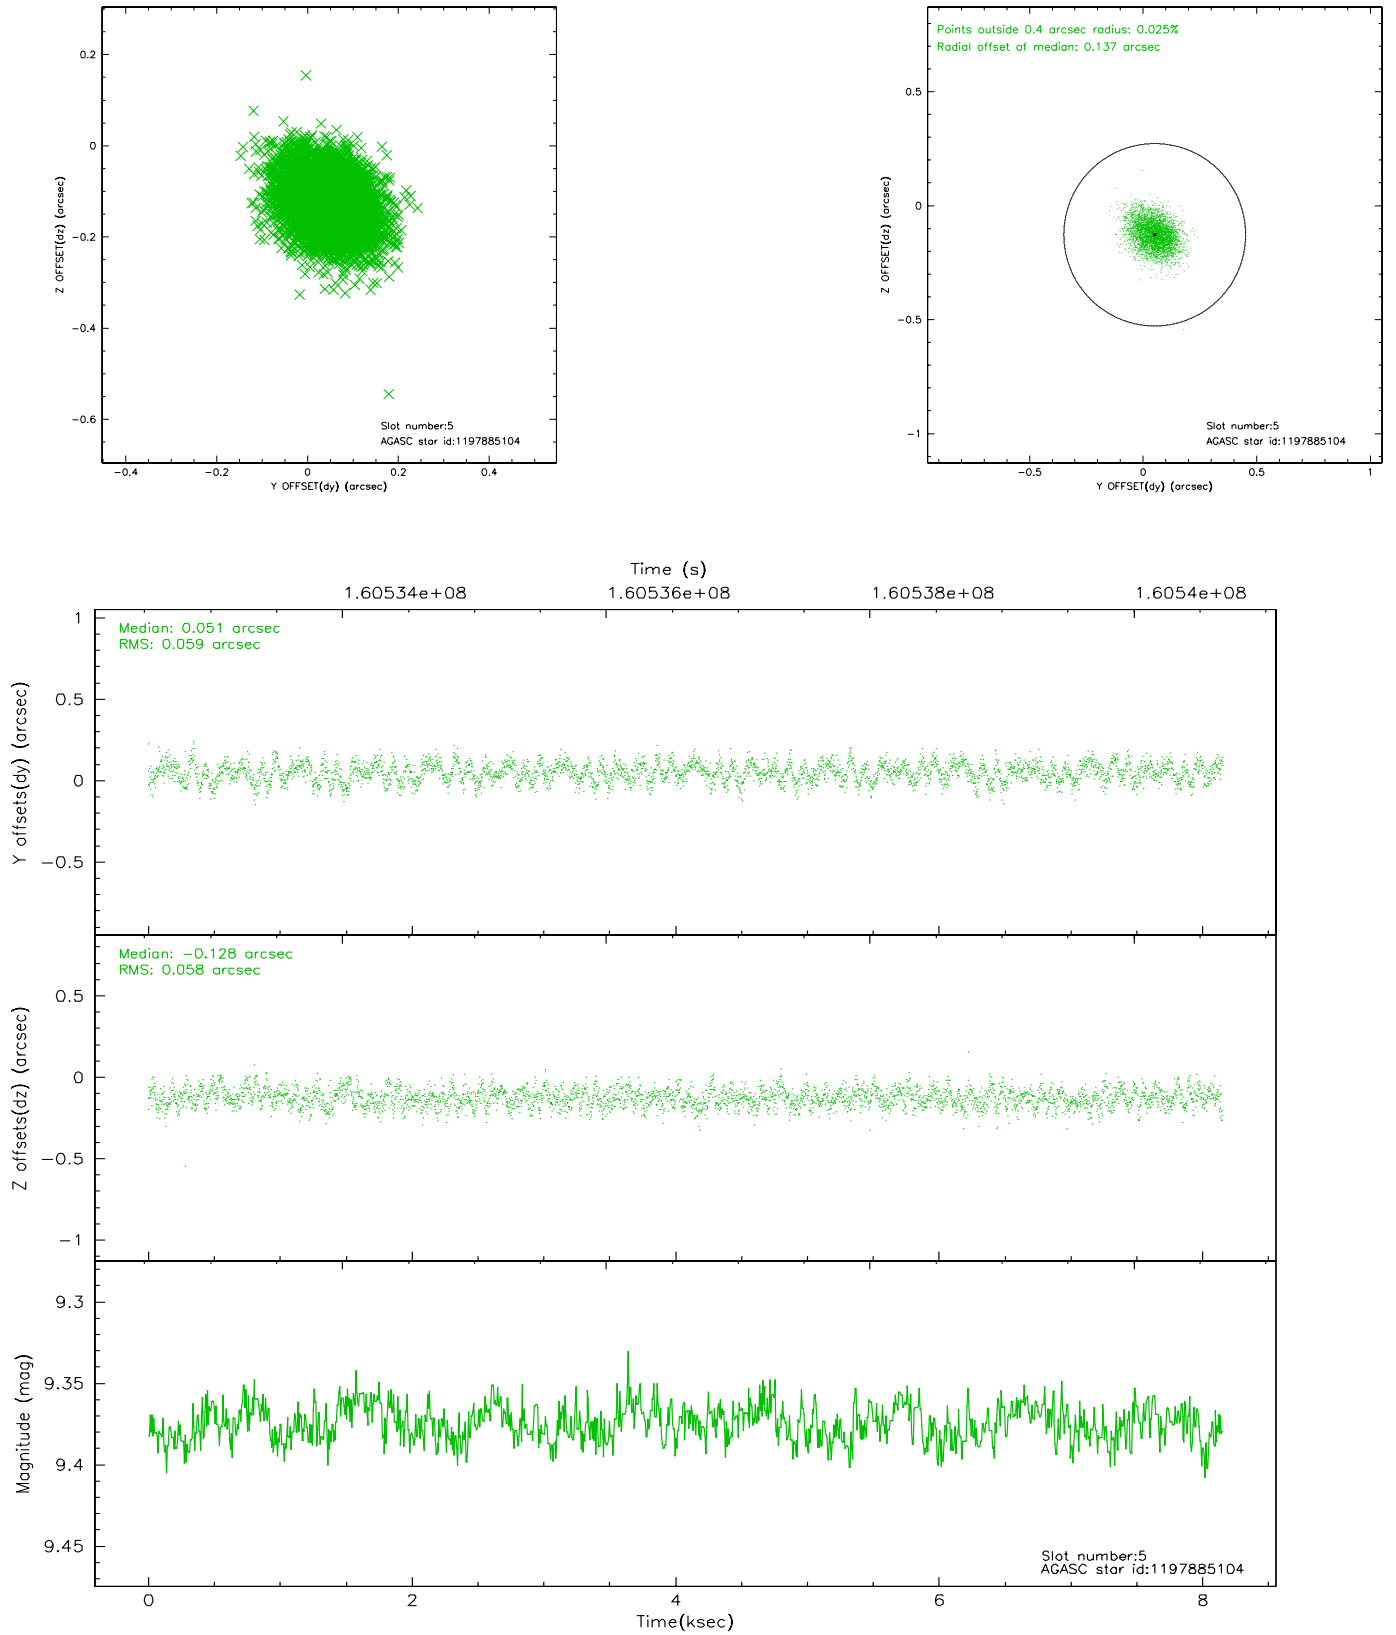 0.2
0
−0.2
−0.4
−0.6
Z OFFSET(dz) (arcsec)
Slot number:5
AGASC star id:1197885104
−0.4
−0.2
0
0.2
0.4
Y OFFSET(dy) (arcsec)
Points outside 0.4 arcsec radius: 0.025%
Radial offset of median: 0.137 arcsec
0.5
0
−0.5
−1
Z OFFSET(dz) (arcsec)
Slot number:5
AGASC star id:1197885104
−0.5
0
0.5
1
Y OFFSET(dy) (arcsec)
Time (s)
1.60534e+08
1.60536e+08
1.60538e+08
1.6054e+08
Median: 0.051 arcsec
RMS: 0.059 arcsec
1
0.5
0
−0.5
Y offsets(dy) (arcsec)
Median: −0.128 arcsec
RMS: 0.058 arcsec
0.5
0
−0.5
−1
Z offsets(dz) (arcsec)
9.3
9.35
9.4
9.45
Magnitude (mag)
Slot number:5
AGASC star id:1197885104
0
2
4
6
8
Time(ksec)